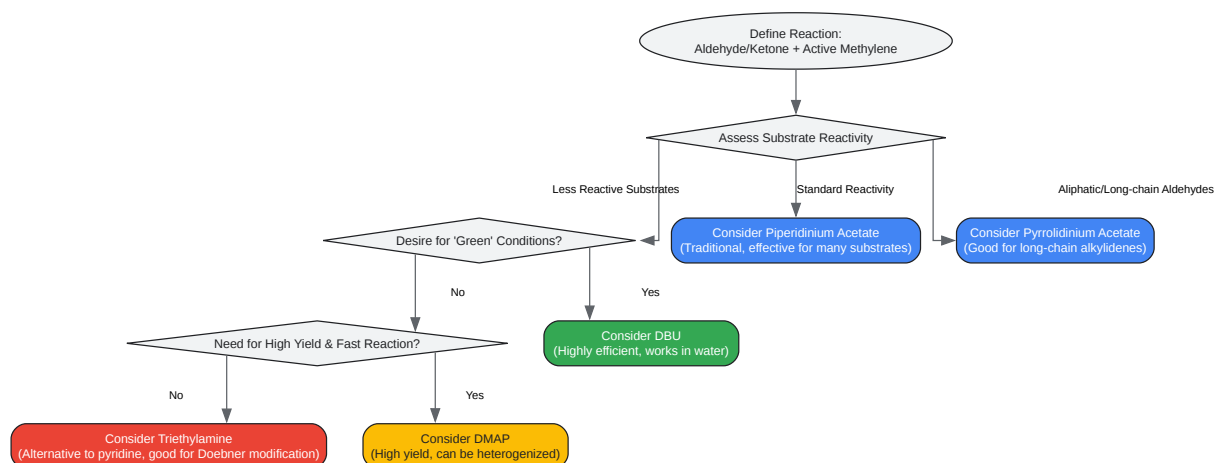 Define Reaction:
Aldehyde/Ketone + Active Methylene
Assess Substrate Reactivity
Less Reactive Substrates
Standard Reactivity
Aliphatic/Long-chain Aldehydes
Desire for 'Green' Conditions?
Consider Piperidinium Acetate
(Traditional, effective for many substrates)
Consider Pyrrolidinium Acetate
(Good for long-chain alkylidenes)
No
Yes
Need for High Yield & Fast Reaction?
Consider DBU
(Highly efficient, works in water)
No
Yes
Consider Triethylamine
(Alternative to pyridine, good for Doebner modification)
Consider DMAP
(High yield, can be heterogenized)